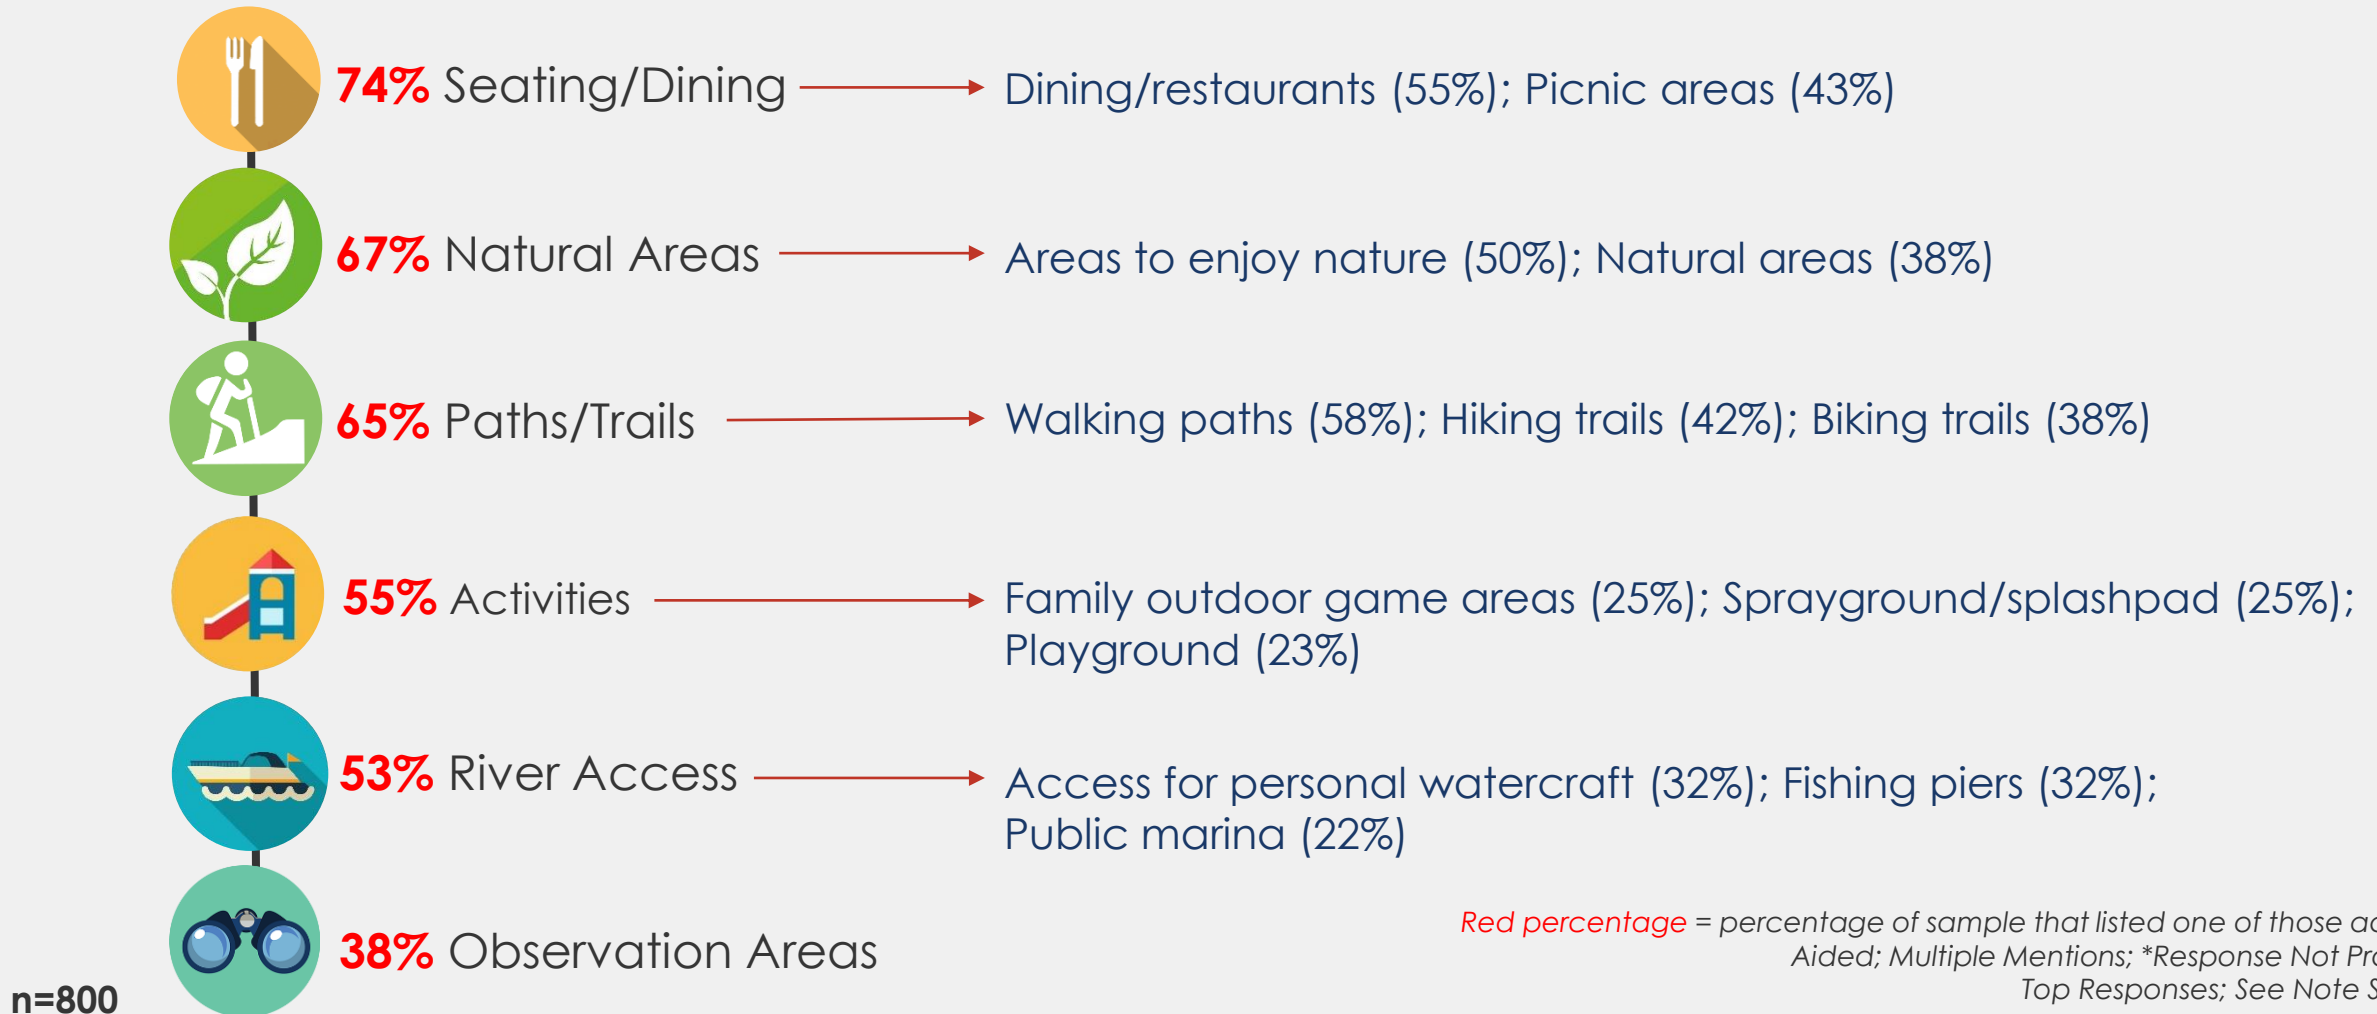 74% Seating/Dining
Dining/restaurants (55%); Picnic areas (43%)
67% Natural Areas
Areas to enjoy nature (50%); Natural areas (38%)
65% Paths/Trails
Walking paths (58%); Hiking trails (42%); Biking trails (38%)
55% Activities
Family outdoor game areas (25%); Sprayground/splashpad (25%);
Playground (23%)
53% River Access
Access for personal watercraft (32%); Fishing piers (32%);
Public marina (22%)
38% Observation Areas
Red percentage = percentage of sample that listed one of those
Aided; Multiple Mentions; *Response Not
Top Responses; See Note
n=800